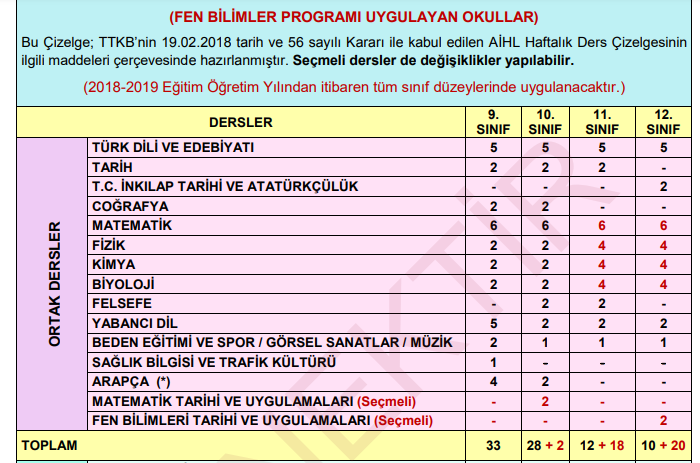 (FEN BİLİMLER PROGRAMI UYGULAYAN OKULLAR)
Bu Çizelge; TTKB'nin 19.02.2018 tarih ve 56 sayılı Kararı ile kabul edilen AİHL Haftalık Ders Çizelgesinin
ilgili maddeleri çerçevesinde hazırlanmıştır. Seçmeli dersler de değişiklikler yapılabilir.
(2018-2019 Eğitim Öğretim Yılından itibaren tüm sınıf düzeylerinde uygulanacaktır.)
DERSLER 9. SINIF 10. SINIF 11. SINIF 12. SINIF
ORTAK DERSLER
TÜRK DİLİ VE EDEBİYATI 5 5 5 5
TARİH 2 2 2 -
T.C. İNKILAP TARİHİ VE ATATÜRKÇÜLÜK - - - 2
COĞRAFYA 2 2 - -
MATEMATİK 6 6 6 6
FİZİK 2 2 4 4
KİMYA 2 2 4 4
BİYOLOJİ 2 2 4 4
FELSEFE - 2 2 -
YABANCI DİL 5 2 2 2
BEDEN EĞİTİMİ VE SPOR / GÖRSEL SANATLAR / MÜZİK 2 1 1 1
SAĞLIK BİLGİSİ VE TRAFİK KÜLTÜRÜ 1 - - -
ARAPÇA (*) 4 2 - -
MATEMATİK TARİHİ VE UYGULAMALARI (Seçmeli) - 2 - -
FEN BİLİMLERİ TARİHİ VE UYGULAMALARI (Seçmeli) - - - 2
TOPLAM 33 28 + 2 12 + 18 10 + 20
NEKTİR